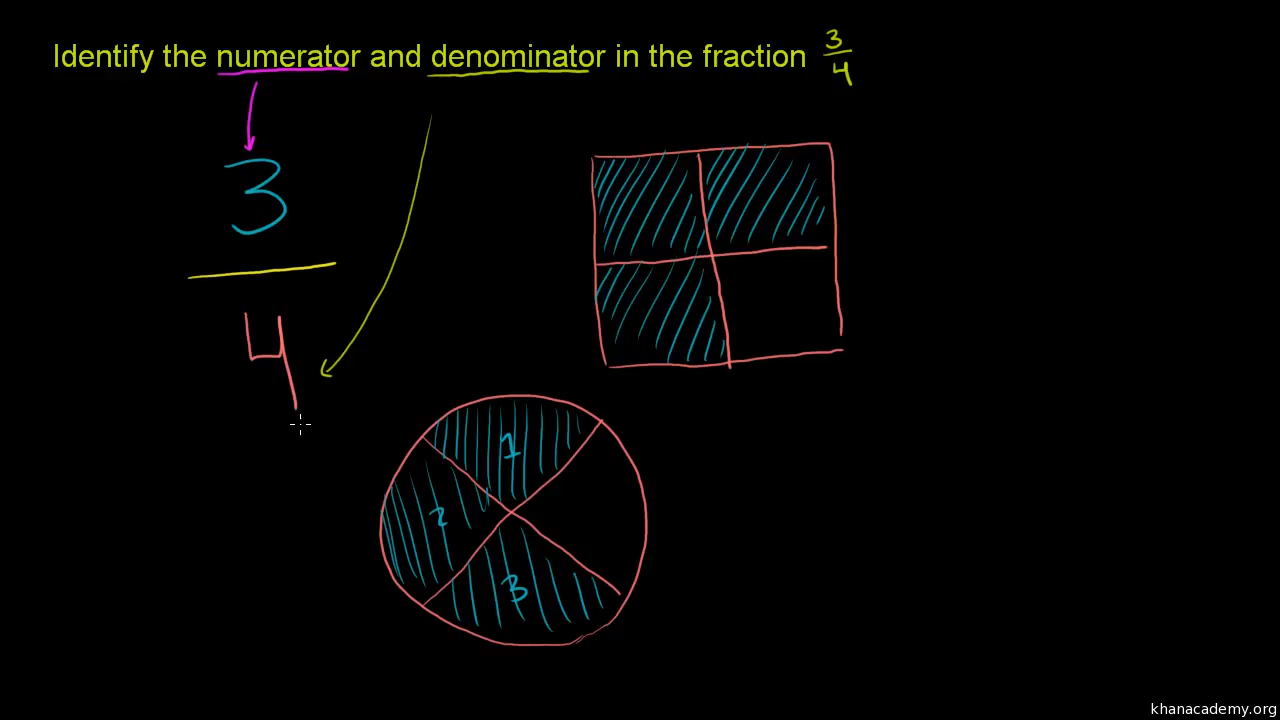 Identify the numerator and denominator in the fraction 3/4
3
4
1
2
3
khanacademy.org